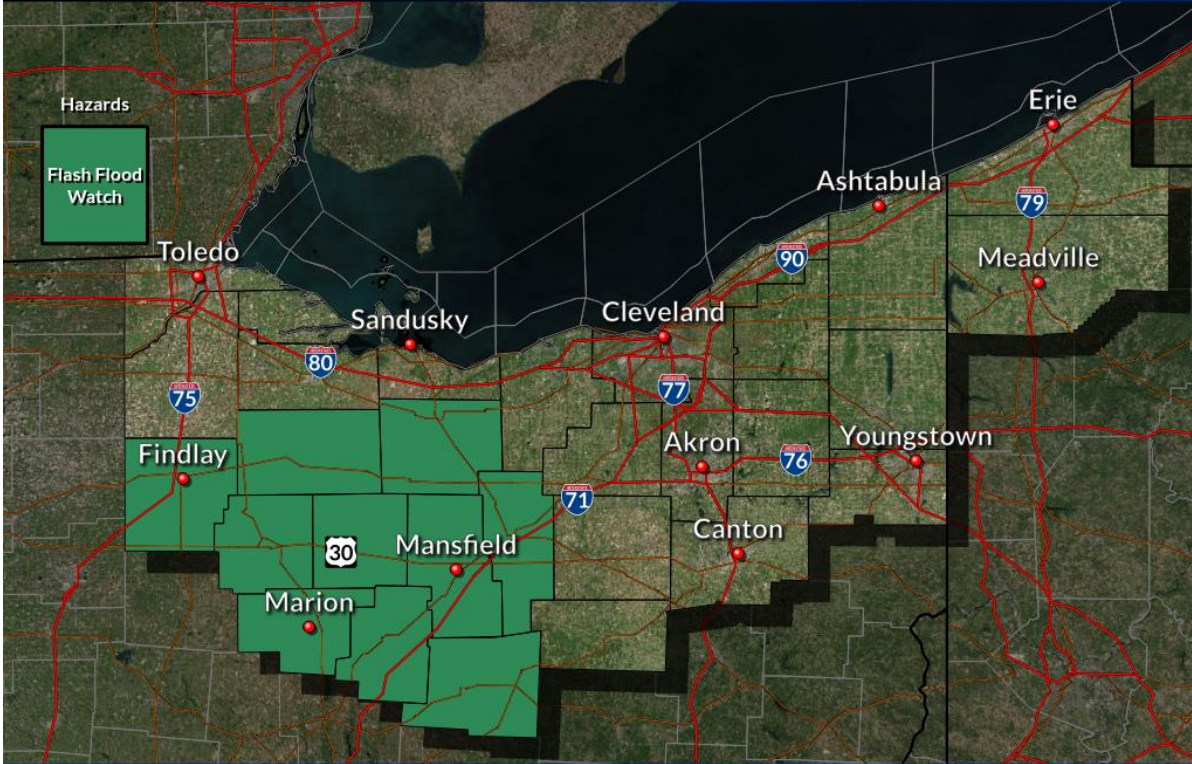 Hazards
Flash Flood
Watch
Erie
Ashtabula
79
Toledo
90
Meadville
Sandusky
Cleveland
80
75
77
Findlay
Akron
76
Youngstown
71
30
Mansfield
Canton
Marion